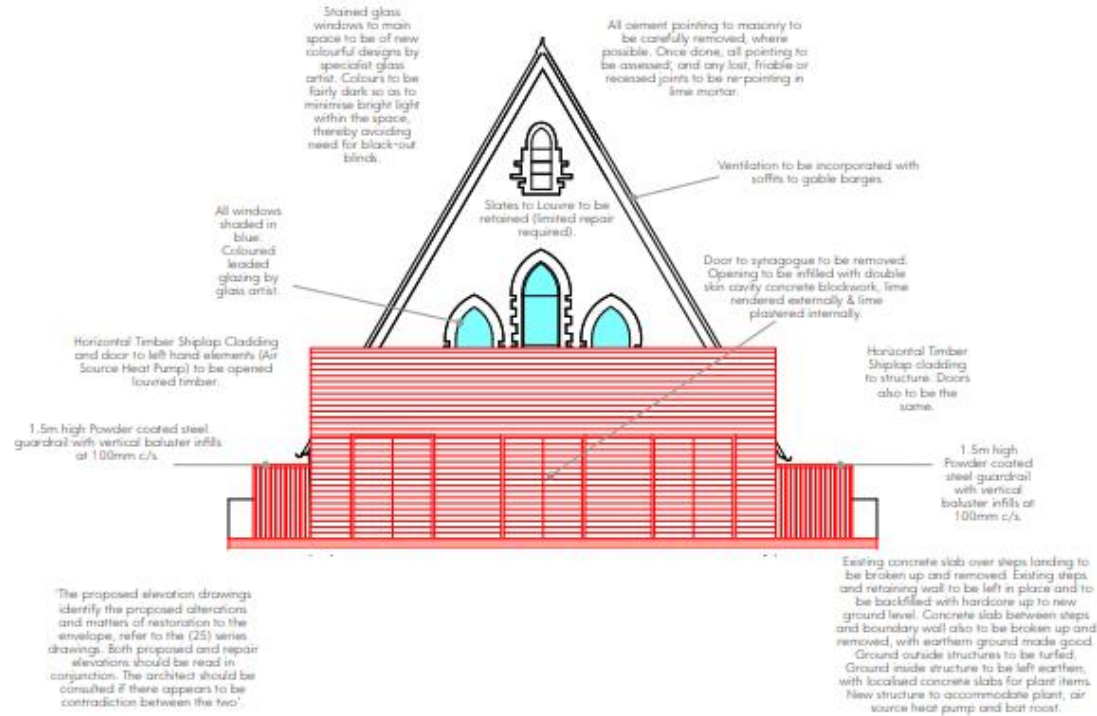 Stained glass
windows to main
space to be of new
colourful designs by
specialist glass
artist. Colours to be
fairly dark so as to
minimise bright light
within the space,
thereby avoiding
need for black-out
blinds.
All cement pointing to masonry to
be carefully removed, where
possible. Once done, all pointing to
be assessed; and any lost, friable or
recessed joints to be re-pointing in
lime mortar.
Ventilation to be incorporated with
soffits to gable barges.
Slates to Louvre to be
retained (limited repair
required).
All windows
shaded in
blue.
Coloured
leaded
glazing by
glass artist.
Door to synagogue to be removed.
Opening to be infilled with double
skin cavity concrete blockwork, lime
rendered externally & lime
plastered internally.
Horizontal Timber Shiplap Cladding
and door to left hand elements (Air
Source Heat Pump) to be opened
louvred timber.
Horizontal Timber
Shiplap cladding
to structure. Doors
also to be the
same.
1.5m high Powder coated steel
guardrail with vertical baluster infills
at 100mm c/s.
1.5m high
Powder coated
steel guardrail
with vertical
baluster infills at
100mm c/s.
'The proposed elevation drawings
identify the proposed alterations
and matters of restoration to the
envelope, refer to the (25) series
drawings. Both proposed and repair
elevations should be read in
conjunction. The architect should be
consulted if there appears to be
contradiction between the two'.
Existing concrete slab over steps landing to
be broken up and removed. Existing steps
and retaining wall to be left in place and to
be backfilled with hardcore up to new
ground level. Concrete slab between steps
and boundary wall also to be broken up and
removed, with earthern ground made good.
Ground outside structures to be turfed.
Ground inside structure to be left earthen,
with localised concrete slabs for plant items.
New structure to accommodate plant, air
source heat pump and bat roost.